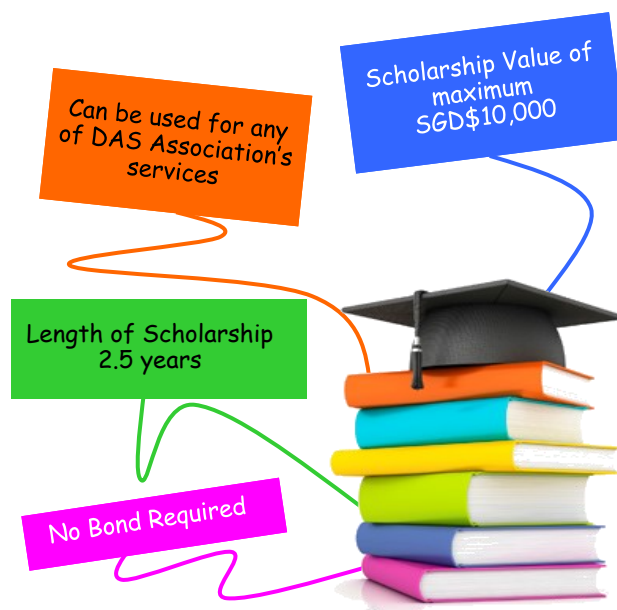 Can be used for any
of DAS Association's
services
Scholarship Value of
maximum
SGD$10,000
Length of Scholarship
2.5 years
No Bond Required